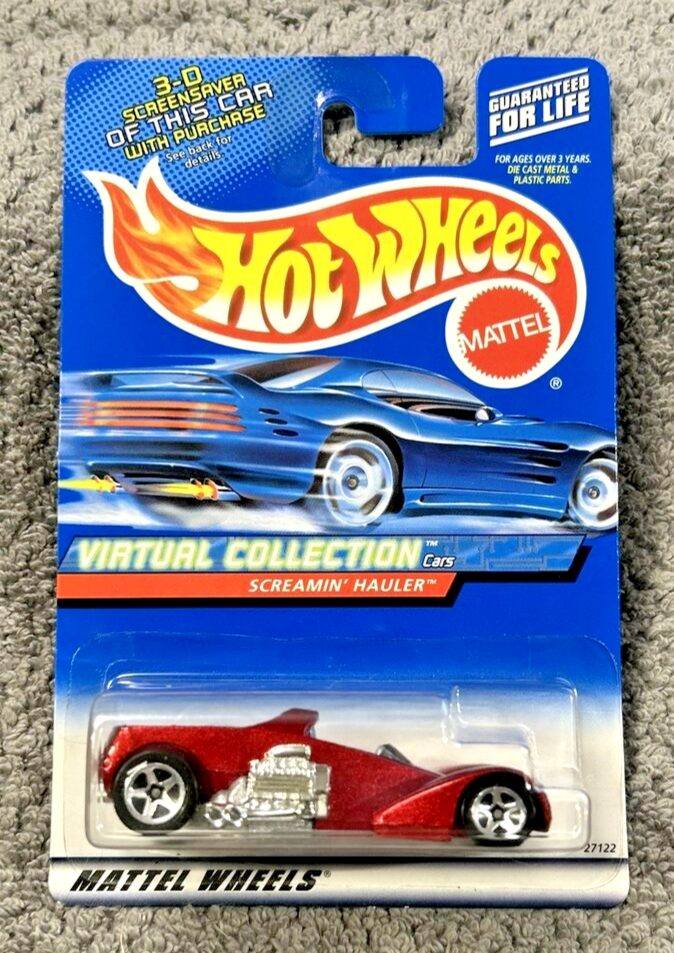 3-D
SCREENSAVER
OF THIS CAR
WITH PURCHASE
See back for
details.
GUARANTEED
FOR LIFE
FOR AGES OVER 3 YEARS.
DIE CAST METAL &
PLASTIC PARTS.
HOT WHEELS
MATTEL
®
VIRTUAL COLLECTION™
Cars
SCREAMIN' HAULER™
27122
MATTEL WHEELS®